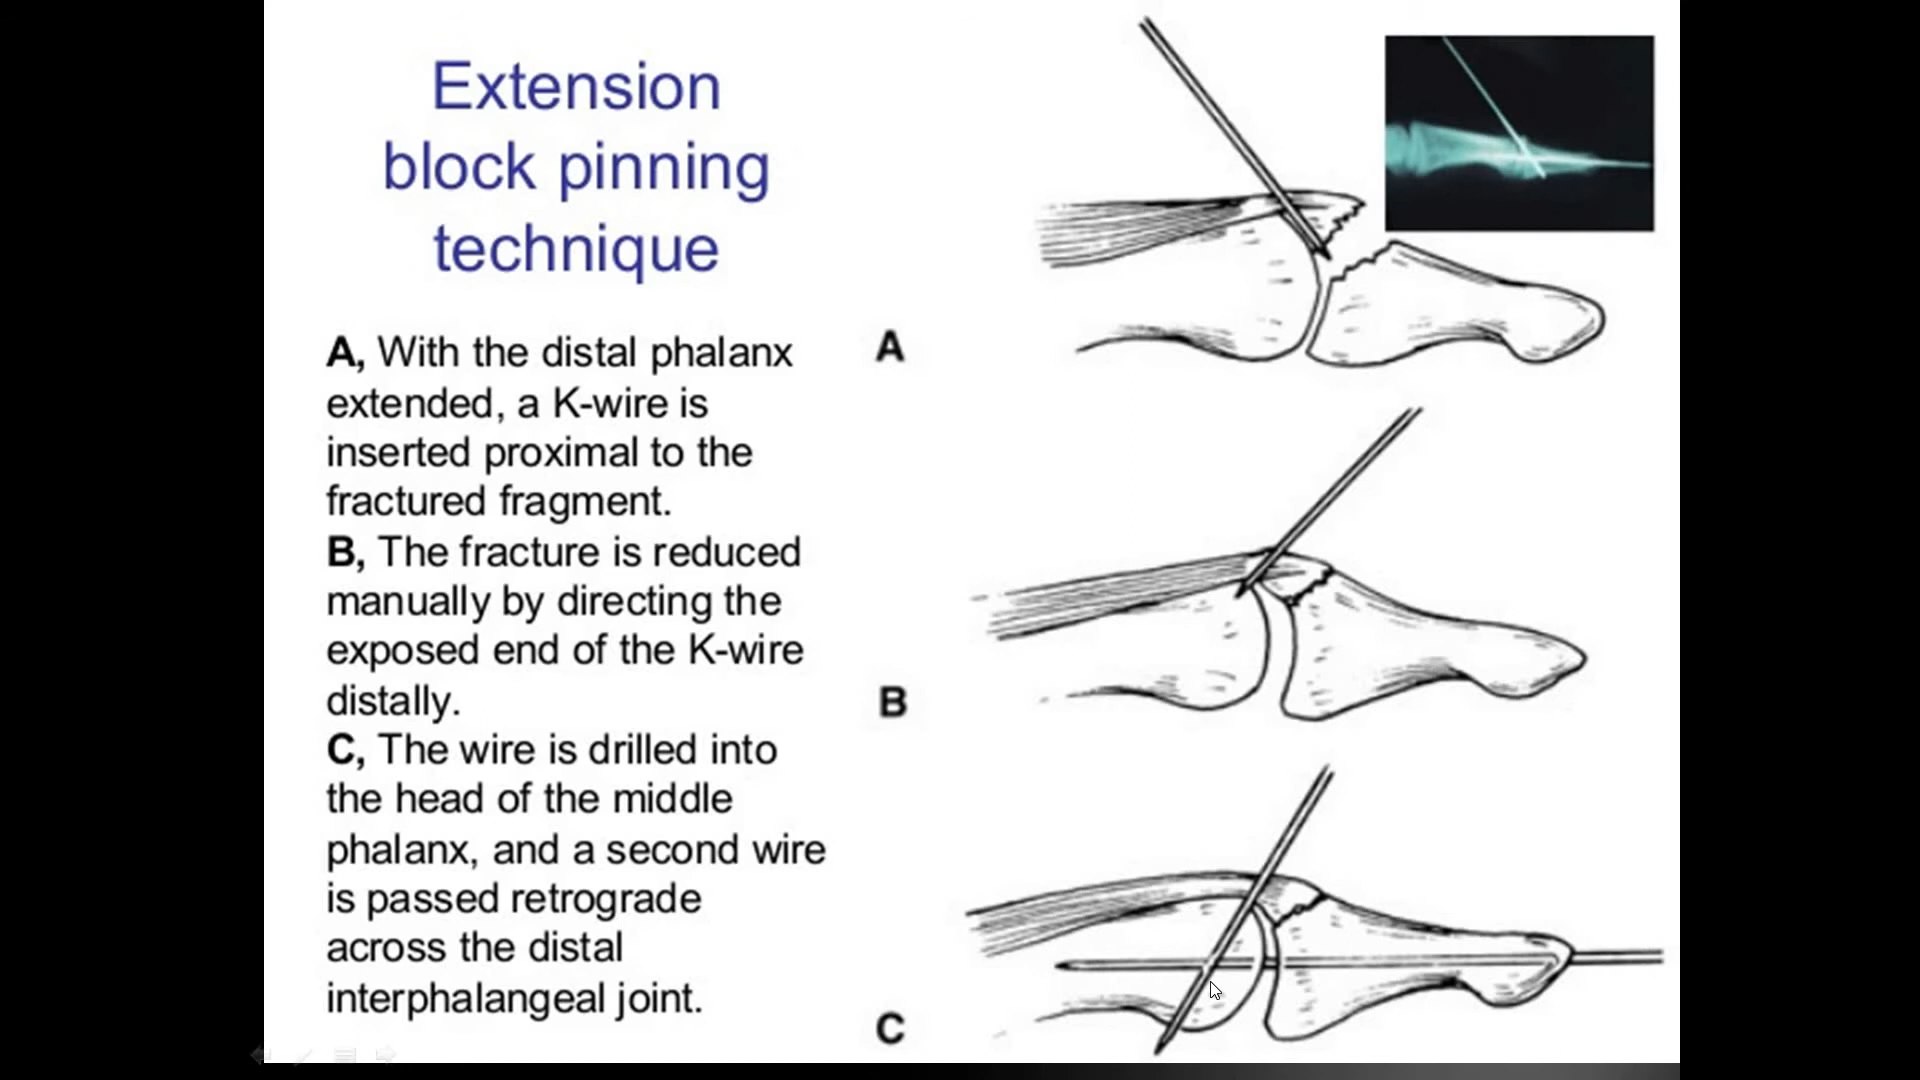 Extension
block pinning
technique
A, With the distal phalanx
extended, a K-wire is
inserted proximal to the
fractured fragment.
B, The fracture is reduced
manually by directing the
exposed end of the K-wire
distally.
C, The wire is drilled into
the head of the middle
phalanx, and a second wire
is passed retrograde
across the distal
interphalangeal joint.
A
B
C